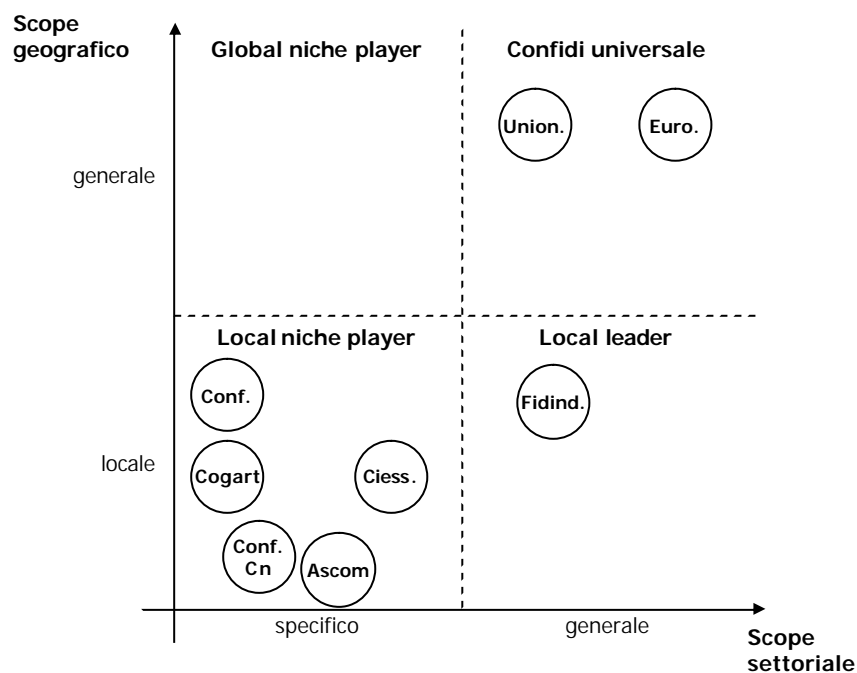 Scope
geografico
Global niche player
Confidi universale
Union.
Euro.
generale
Local niche player
Local leader
Conf.
Fidind.
locale
Cogart
Ciess.
Conf.
Cn
Ascom
specifico
generale
Scope
settoriale